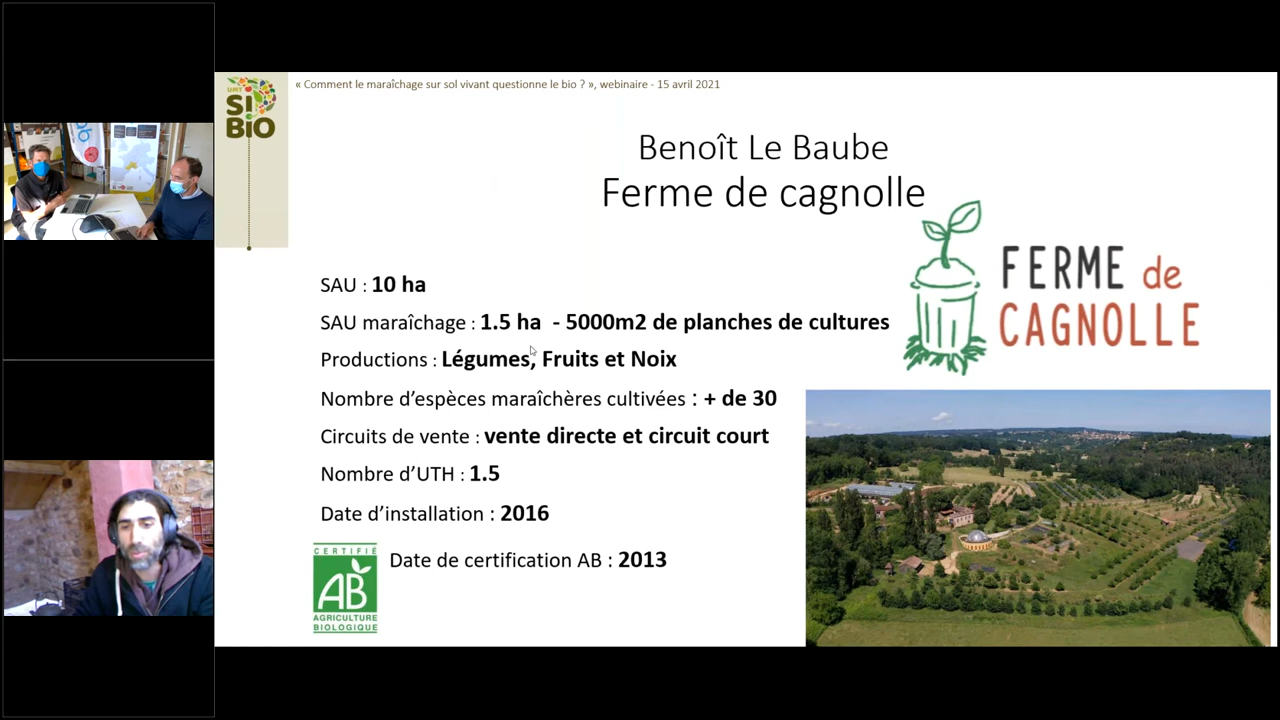 « Comment le maraîchage sur sol vivant questionne le bio ? », webinaire - 15 avril 2021
UMT
SI
BIO
Benoît Le Baube
Ferme de cagnolle
FERME de
CAGNOLLE
SAU : 10 ha
SAU maraîchage : 1.5 ha - 5000m2 de planches de cultures
Productions : Légumes, Fruits et Noix
Nombre d’espèces maraîchères cultivées : + de 30
Circuits de vente : vente directe et circuit court
Nombre d’UTH : 1.5
Date d’installation : 2016
CERTIFIÉ
AB
AGRICULTURE
BIOLOGIQUE
Date de certification AB : 2013